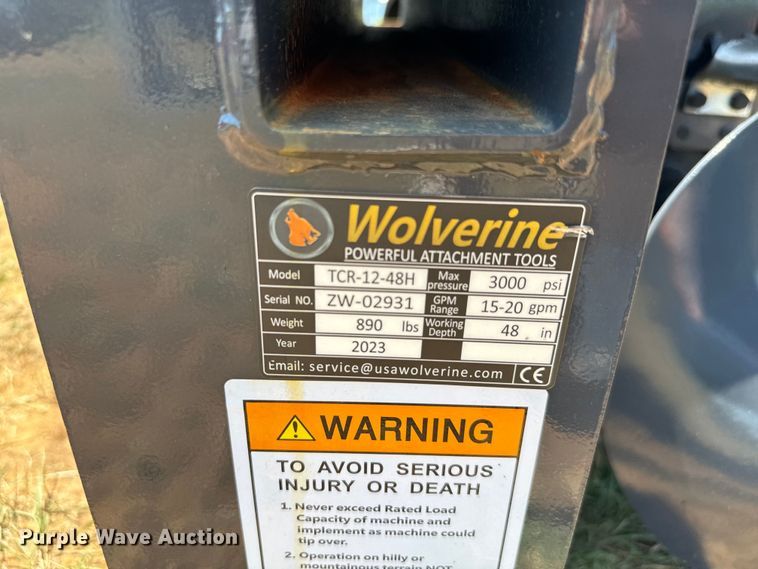 Wolverine
POWERFUL ATTACHMENT TOOLS
Model TCR-12-48H Max pressure 3000 psi
Serial NO. ZW-02931 GPM Range 15-20 gpm
Weight 890 lbs Working Depth 48 in
Year 2023
Email: service@usawolverine.com CE
WARNING
TO AVOID SERIOUS
INJURY OR DEATH
1. Never exceed Rated Load
Capacity of machine and
implement as machine could
tip over.
2. Operation on hilly or
mountainous terrain NOT
Purple Wave Auction